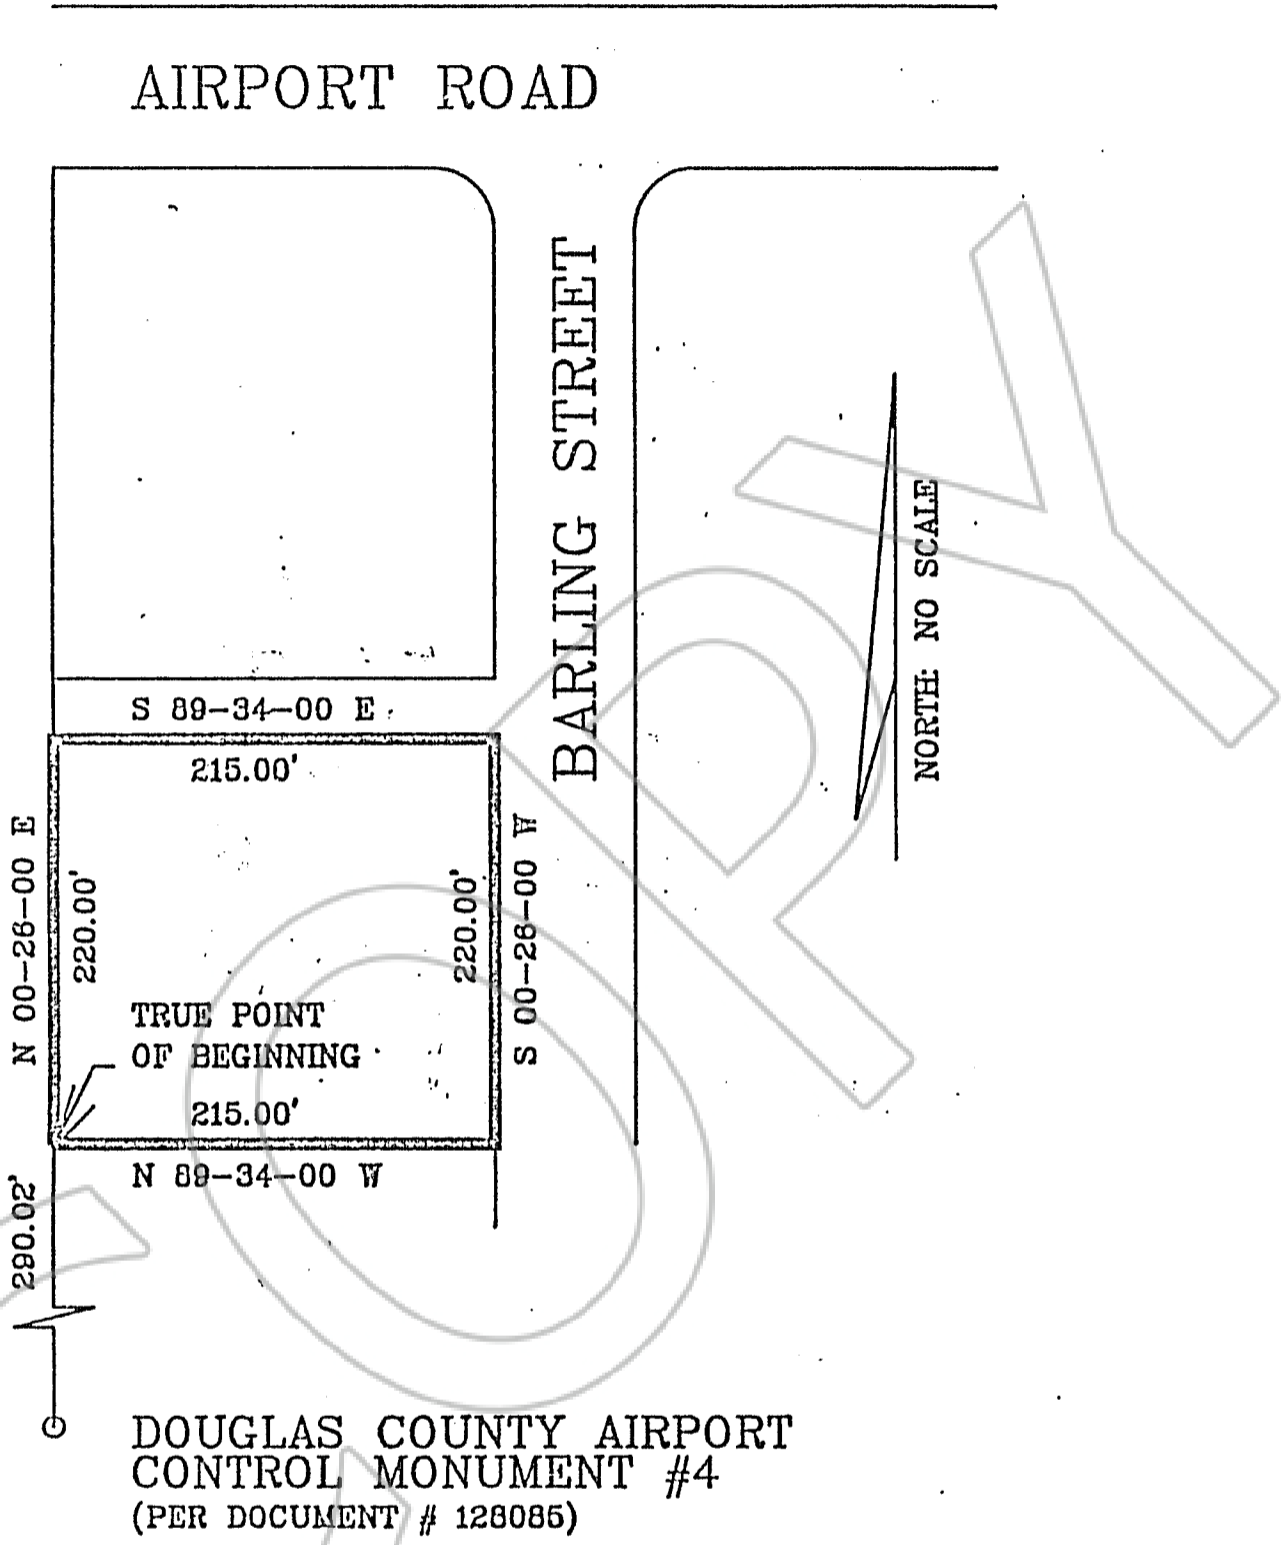 AIRPORT ROAD
BARLING STREET
NORTH: NO SCALE
S 89-34-00 E
215.00'
N 00-26-00 E
220.00'
220.00'
S 00-26-00 W
TRUE POINT
OF BEGINNING
215.00'
N 89-34-00 W
290.02'
DOUGLAS COUNTY AIRPORT
CONTROL MONUMENT #4
(PER DOCUMENT # 128085)
COPY